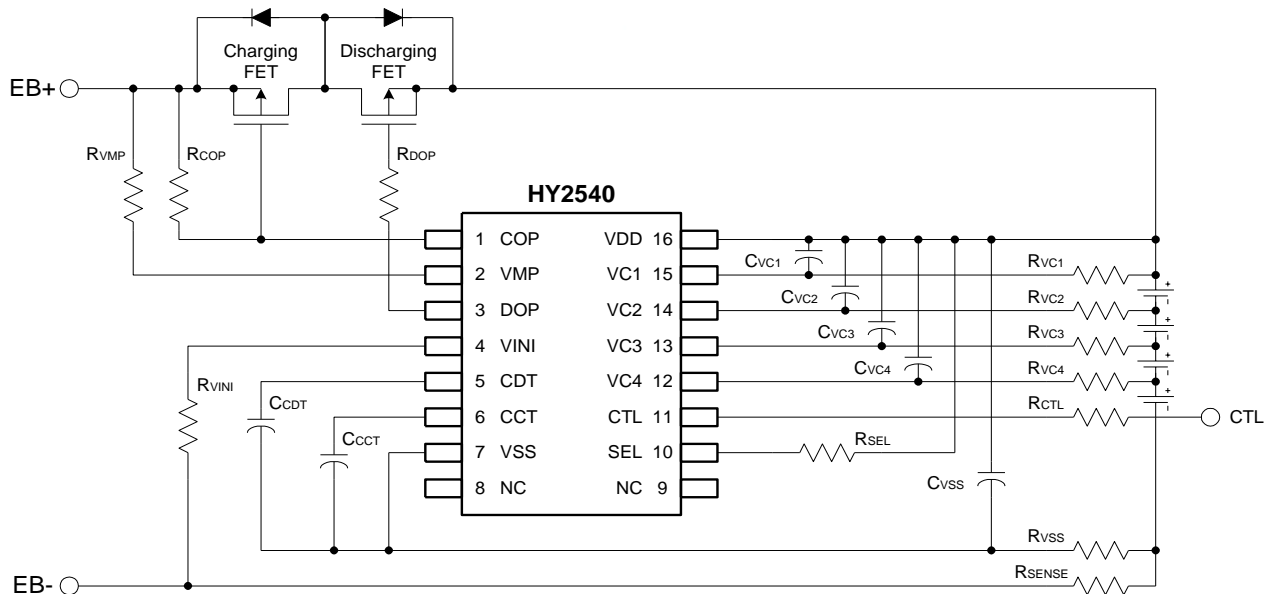 Charging
FET
Discharging
FET
EB+
RVMP
RCOP
RDOP
HY2540
1 COP
VDD 16
2 VMP
VC1 15
3 DOP
VC2 14
4 VINI
VC3 13
5 CDT
VC4 12
6 CCT
CTL 11
7 VSS
SEL 10
8 NC
NC 9
CVC1
CVC2
CVC3
CVC4
RVC1
RVC2
RVC3
RVC4
RCTL
CTL
RSEL
CVSS
RVINI
CCDT
CCCT
RVSS
RSENSE
EB-
+
-
+
-
+
-
+
-